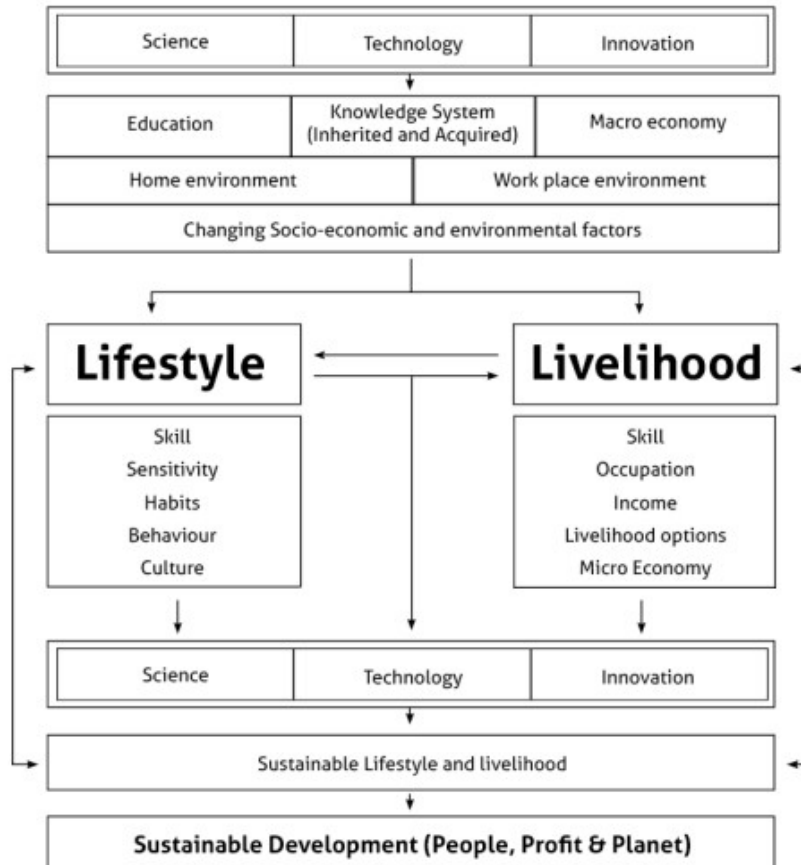 Science
Technology
Innovation
Education
Knowledge System
(Inherited and Acquired)
Macro economy
Home environment
Work place environment
Changing Socio-economic and environmental factors
Lifestyle
Livelihood
Skill
Sensitivity
Habits
Behaviour
Culture
Skill
Occupation
Income
Livelihood options
Micro Economy
Science
Technology
Innovation
Sustainable Lifestyle and livelihood
Sustainable Development (People, Profit & Planet)